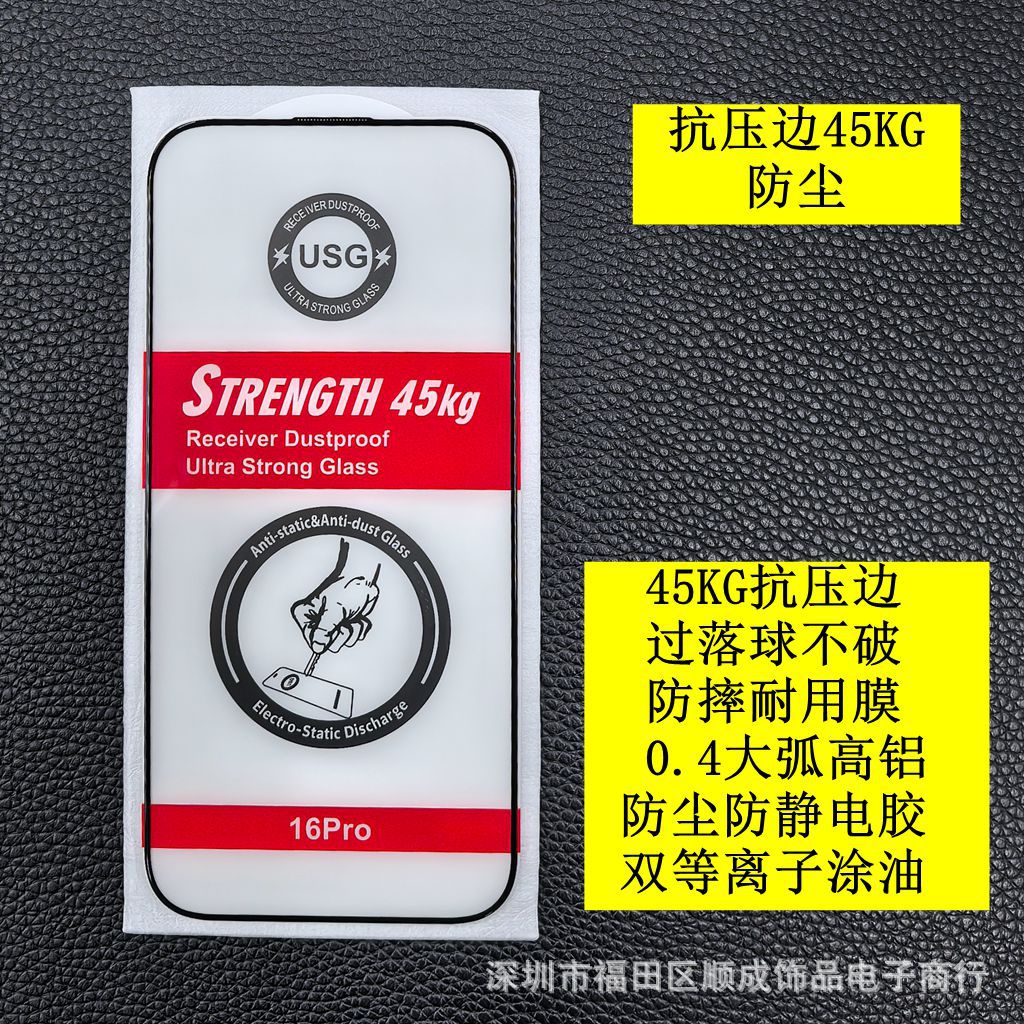 抗压边45KG
防尘
RECEIVER DUSTPROOF
USG
ULTRA STRONG GLASS
STRENGTH 45kg
Receiver Dustproof
Ultra Strong Glass
Anti-static&Anti-dust Glass
Electro-Static Discharge
16Pro
45KG抗压边
过落球不破
防摔耐用膜
0.4大弧高铝
防尘防静电胶
双等离子涂油
深圳市福田区顺成饰品电子商行